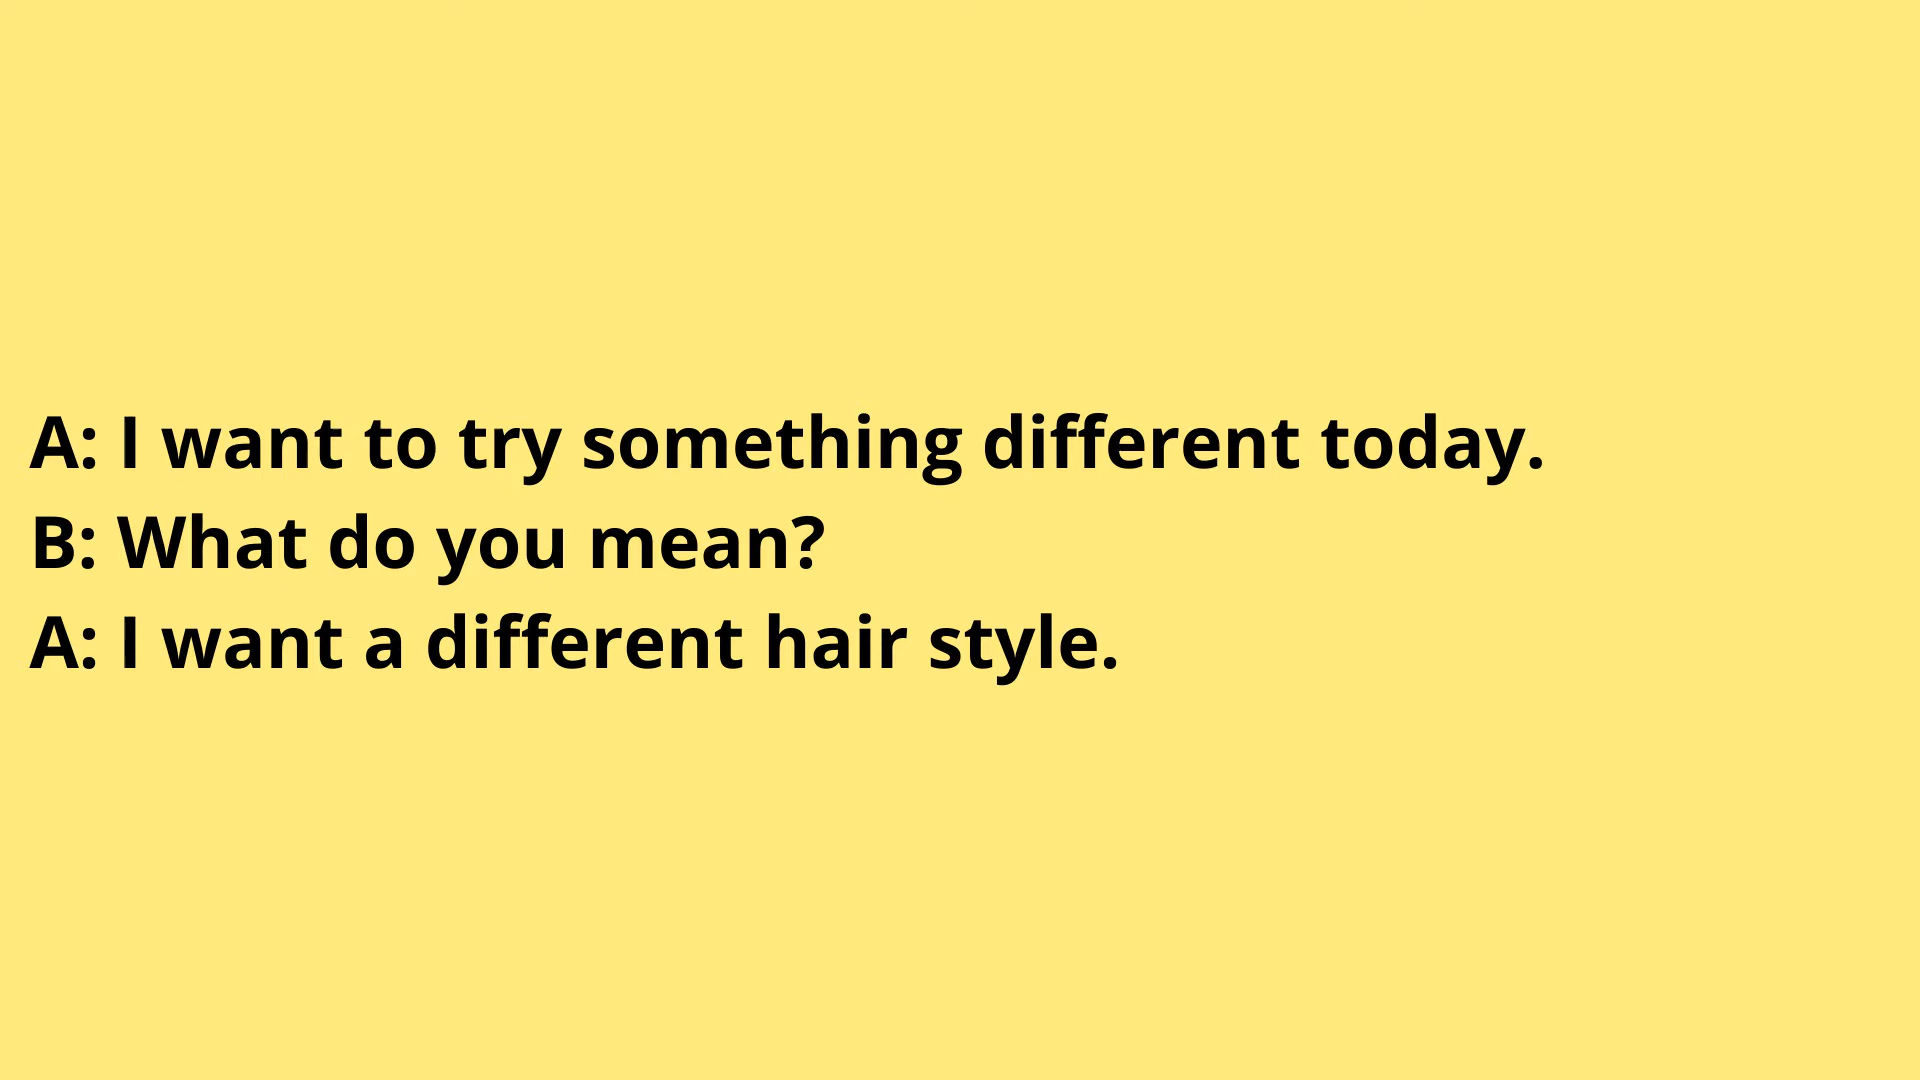 A: I want to try something different today.
B: What do you mean?
A: I want a different hair style.